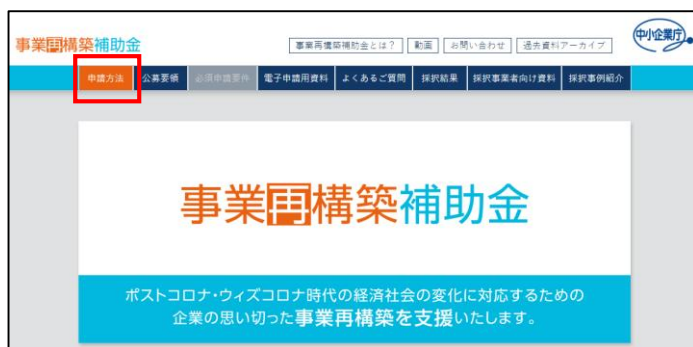 事業再構築補助金
事業再構築補助金とは？ 動画 お問い合わせ 過去資料アーカイブ
中小企業庁
申請方法 公募要領 必須申請要件 電子申請用資料 よくあるご質問 採択結果 採択事業者向け資料 採択事例紹介
事業再構築補助金
ポストコロナ・ウィズコロナ時代の経済社会の変化に対応するための
企業の思い切った事業再構築を支援いたします。